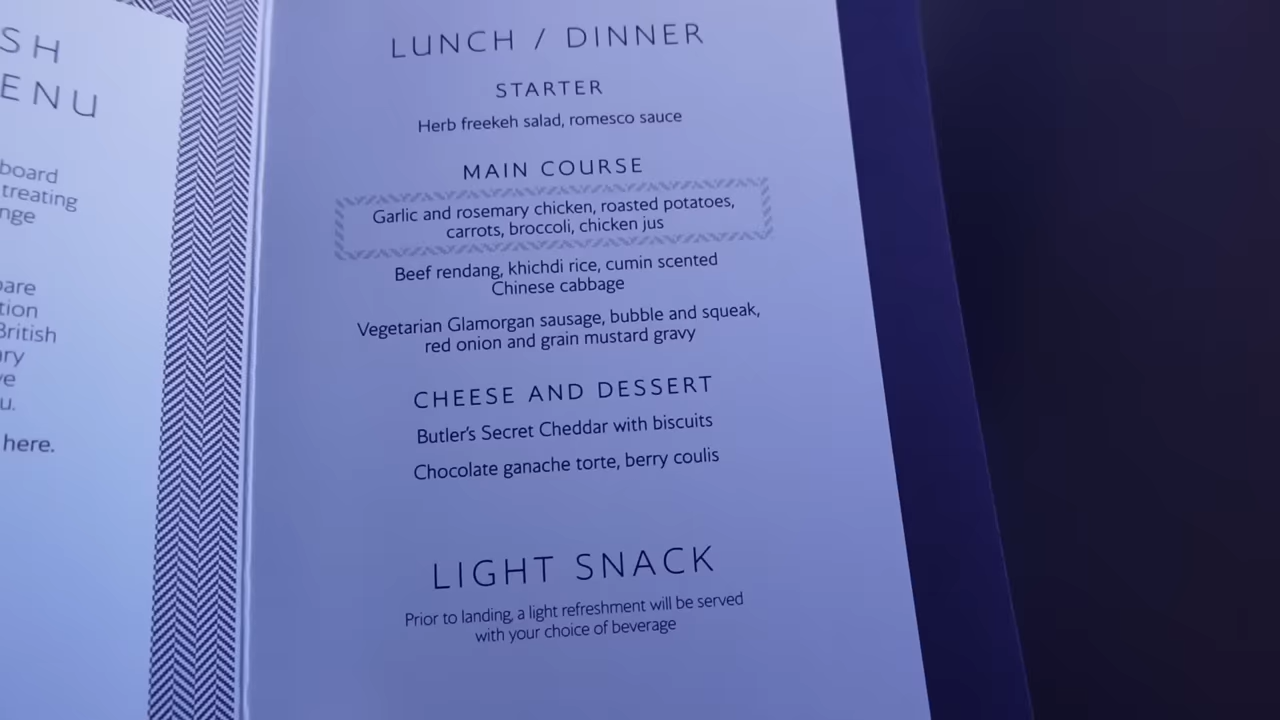 SH
ENU
board
treating
nge
pare
tion
British
ary
ve
u.
here.
LUNCH / DINNER
STARTER
Herb freekeh salad, romesco sauce
MAIN COURSE
Garlic and rosemary chicken, roasted potatoes,
carrots, broccoli, chicken jus
Beef rendang, khichdi rice, cumin scented
Chinese cabbage
Vegetarian Glamorgan sausage, bubble and squeak,
red onion and grain mustard gravy
CHEESE AND DESSERT
Butler's Secret Cheddar with biscuits
Chocolate ganache torte, berry coulis
LIGHT SNACK
Prior to landing, a light refreshment will be served
with your choice of beverage